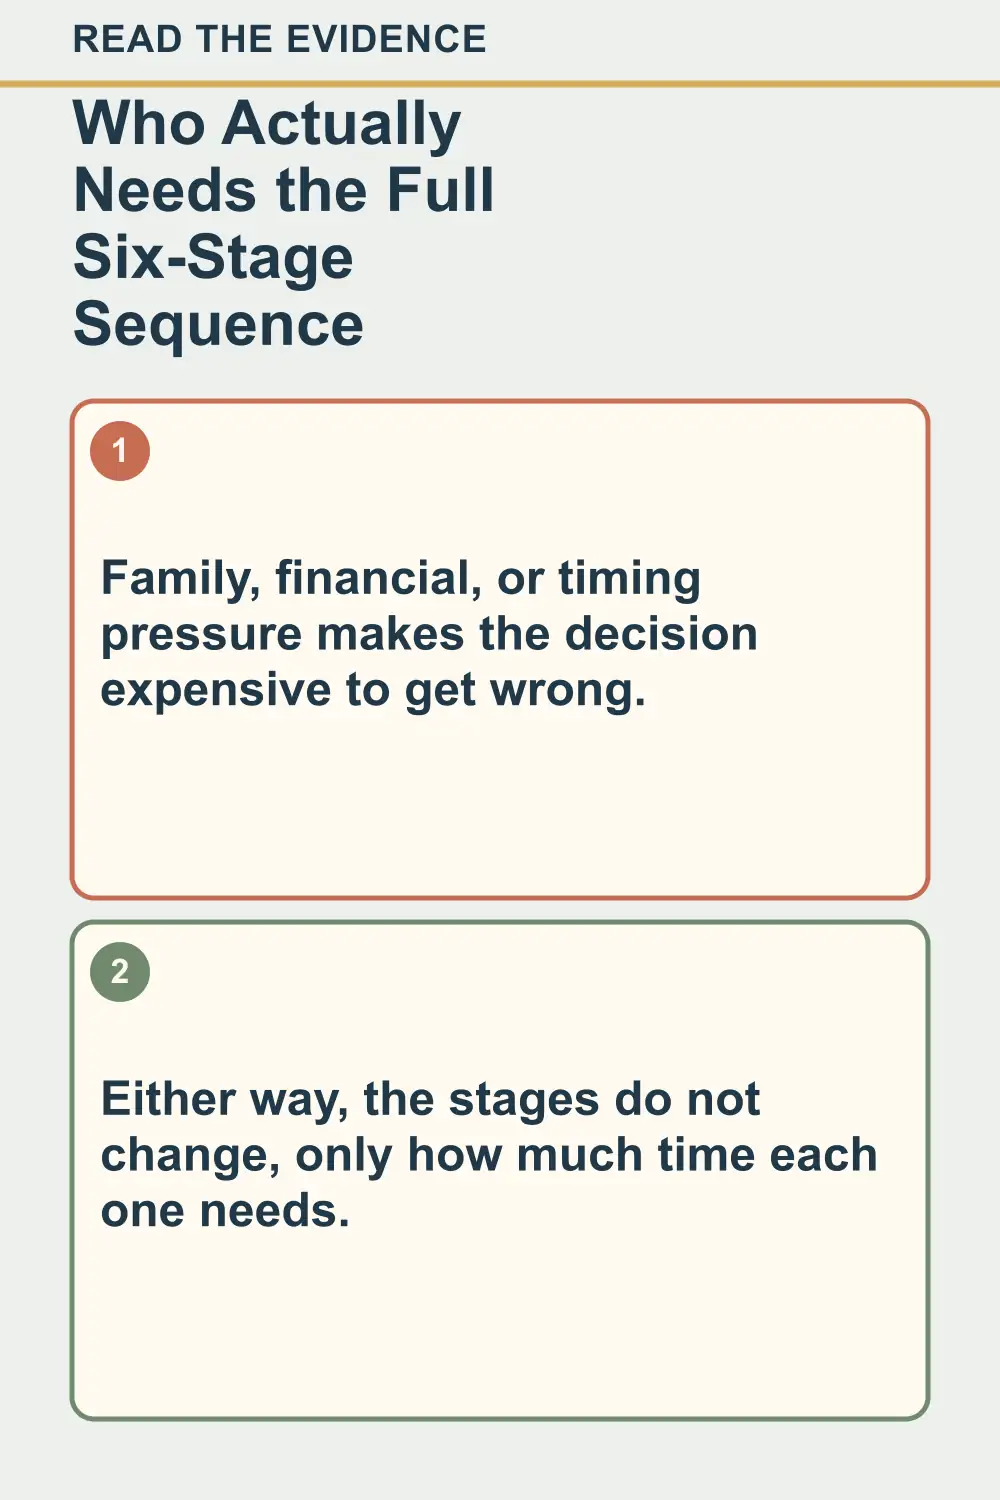 READ THE EVIDENCE
Who Actually
Needs the Full
Six-Stage
Sequence
1
Family, financial, or timing
pressure makes the decision
expensive to get wrong.
2
Either way, the stages do not
change, only how much time each
one needs.